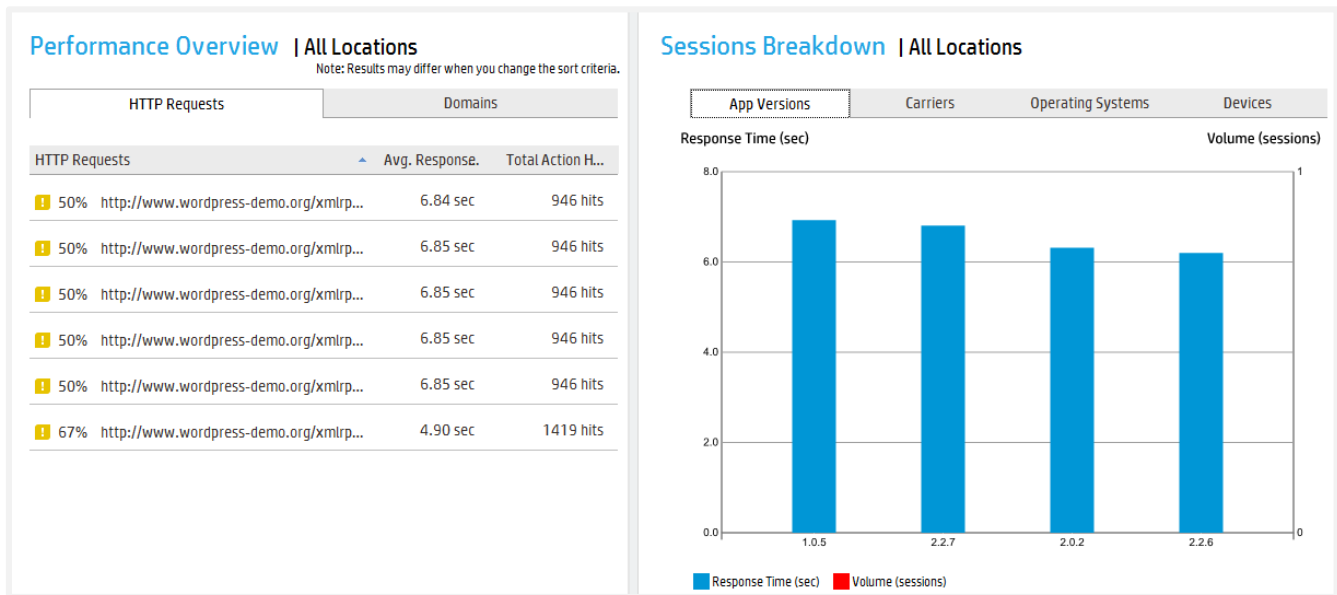 Performance Overview | All Locations
Note: Results may differ when you change the sort criteria.
HTTP Requests Domains
HTTP Requests Avg. Response. Total Action H...
! 50% http://www.wordpress-demo.org/xmlrp... 6.84 sec 946 hits
! 50% http://www.wordpress-demo.org/xmlrp... 6.85 sec 946 hits
! 50% http://www.wordpress-demo.org/xmlrp... 6.85 sec 946 hits
! 50% http://www.wordpress-demo.org/xmlrp... 6.85 sec 946 hits
! 50% http://www.wordpress-demo.org/xmlrp... 6.85 sec 946 hits
! 67% http://www.wordpress-demo.org/xmlrp... 4.90 sec 1419 hits
Sessions Breakdown | All Locations
App Versions Carriers Operating Systems Devices
Response Time (sec) Volume (sessions)
8.0 1
6.0
4.0
2.0
0.0 0
1.0.5 2.2.7 2.0.2 2.2.6
Response Time (sec) Volume (sessions)